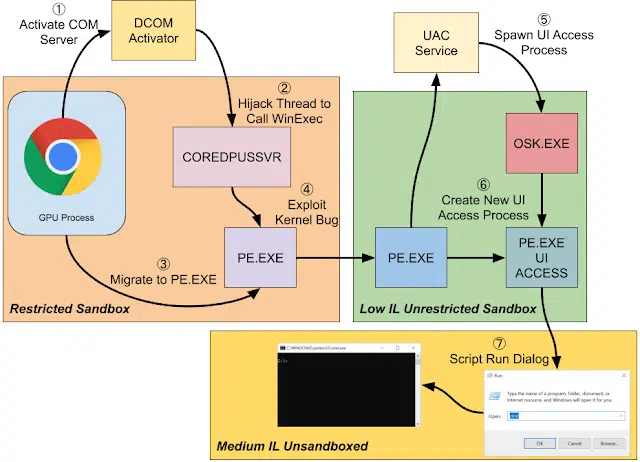 ①
Activate COM
Server
DCOM
Activator
UAC
Service
⑤
Spawn UI Access
Process
②
Hijack Thread to
Call WinExec
COREDPUSSVR
GPU Process
④
Exploit
Kernel Bug
③
Migrate to PE.EXE
PE.EXE
Restricted Sandbox
OSK.EXE
⑥
Create New UI
Access Process
PE.EXE
PE.EXE
UI
ACCESS
Low IL Unrestricted Sandbox
⑦
Script Run Dialog
C:\WINDOWS\system32\cmd.exe
Run
Type the name of a program, folder, document, or
Internet resource, and Windows will open it for you.
Open:
cmd
OK
Cancel
Browse...
Medium IL Unsandboxed